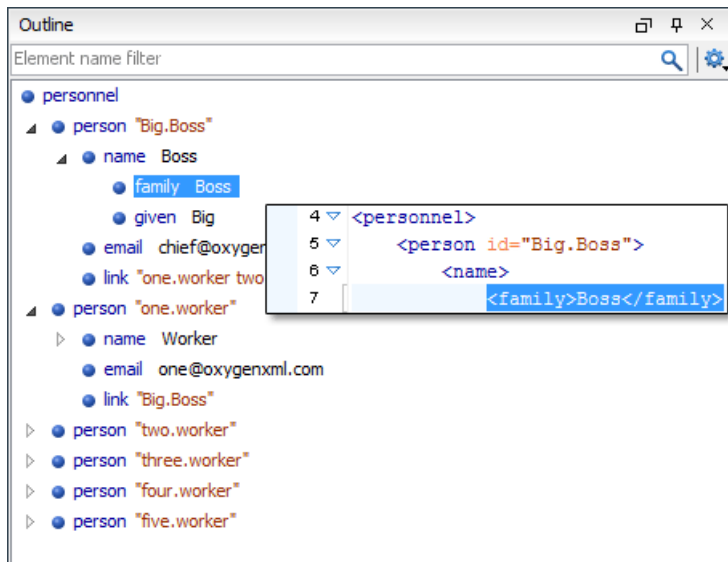 Outline
Element name filter
personnel
person "Big.Boss"
name Boss
family Boss
given Big
email chief@oxygen
link "one.worker two
4 <personnel>
5 <person id="Big.Boss">
6 <name>
7 <family>Boss</family>
person "one.worker"
name Worker
email one@oxygenxml.com
link "Big.Boss"
person "two.worker"
person "three.worker"
person "four.worker"
person "five.worker"